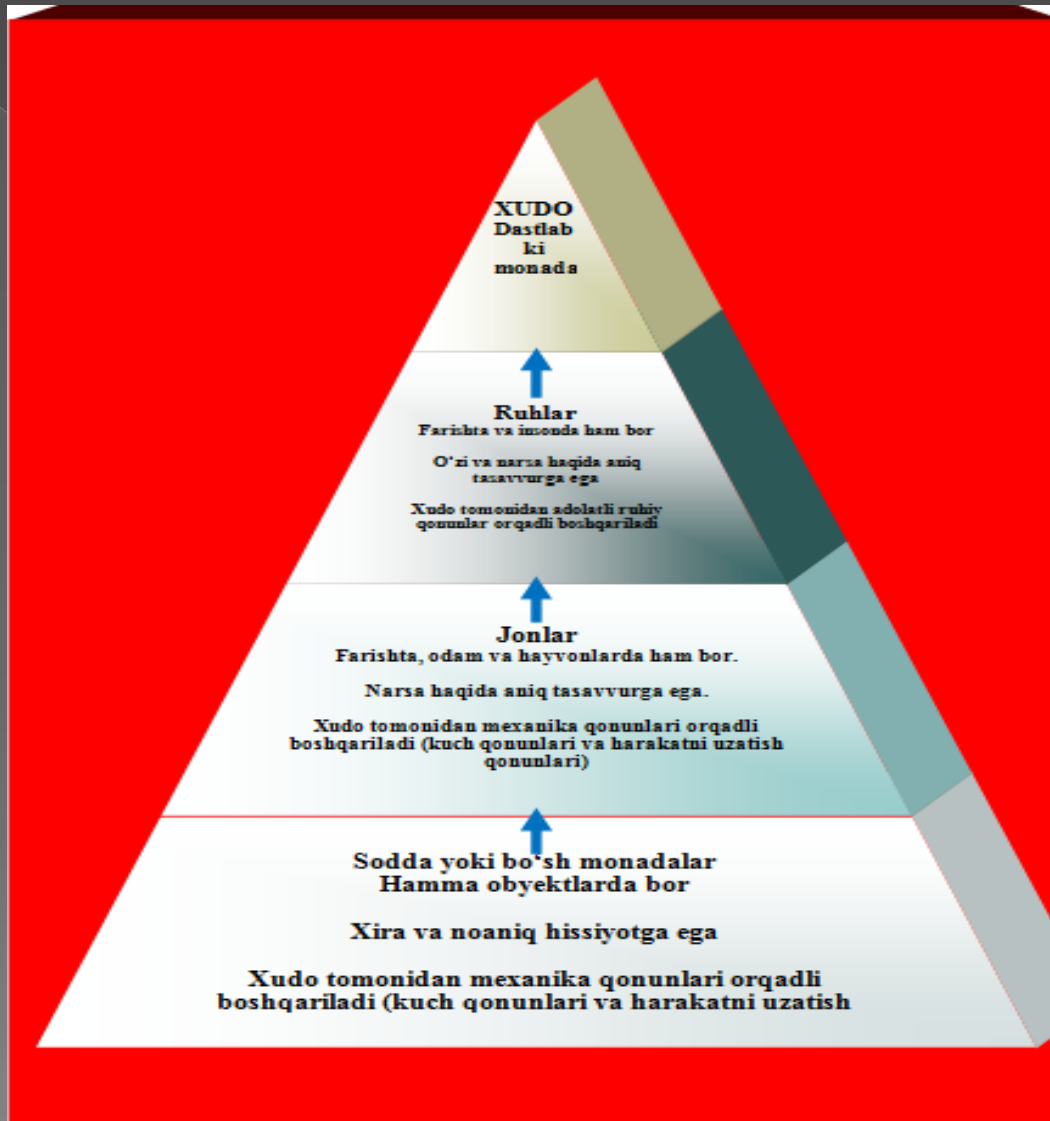 XUDO
Dastlab
ki
monada
Ruhlar
Farishta va insonda ham bor
O‘zi va narsa haqida aniq
tasavvurga ega
Xudo tomonidan adolatli ruhiy
qonunlar orqadli boshqariladi
Jonlar
Farishta, odam va hayvonlarda ham bor.
Narsa haqida aniq tasavvurga ega.
Xudo tomonidan mexanika qonunlari orqadli
boshqariladi (kuch qonunlari va harakatni uzatish
qonunlari)
Sodda yoki bo‘sh monadalar
Hamma obyektlarda bor
Xira va noaniq hissiyotga ega
Xudo tomonidan mexanika qonunlari orqadli
boshqariladi (kuch qonunlari va harakatni uzatish